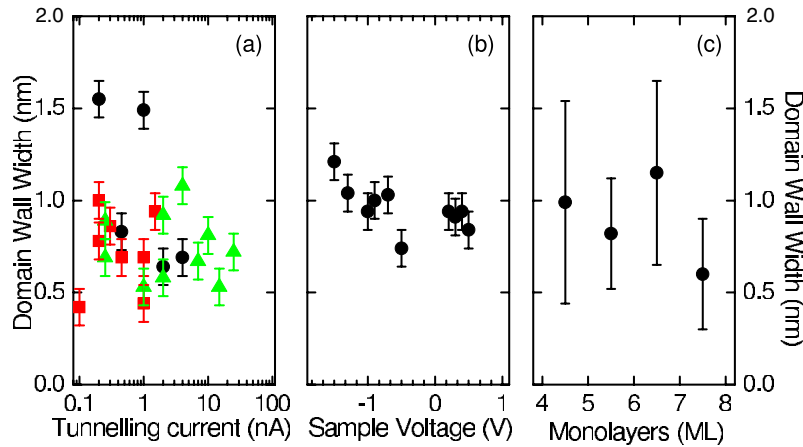 (a) (b) (c)
Domain Wall Width (nm)
2.0
1.5
1.0
0.5
0.0
0.1 1 10 100
Tunnelling current (nA)
-1 0 1
Sample Voltage (V)
4 5 6 7 8
Monolayers (ML)
2.0
1.5
1.0
0.5
0.0
Domain Wall Width (nm)